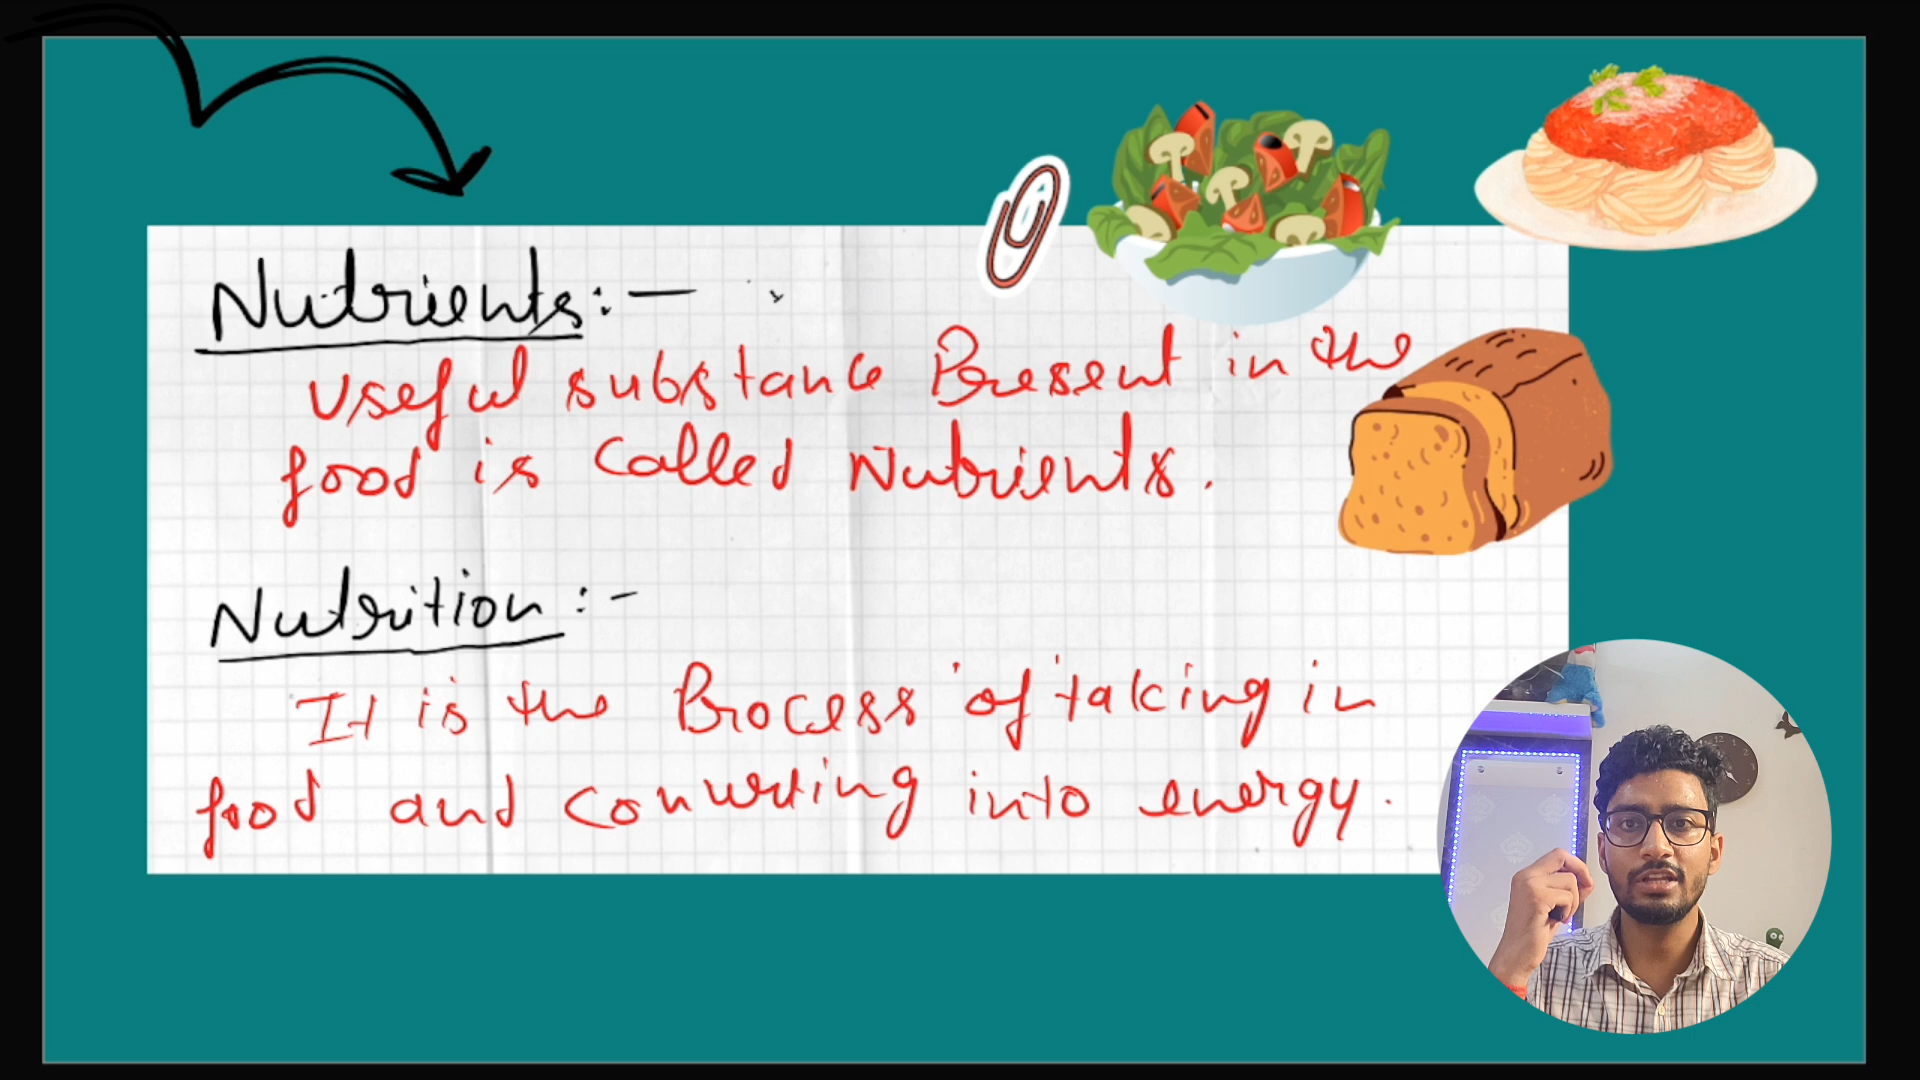 Nutrients:-
Useful substance Present in the
food is called Nutrients.
Nutrition:-
It is the Process of taking in
food and converting into energy.